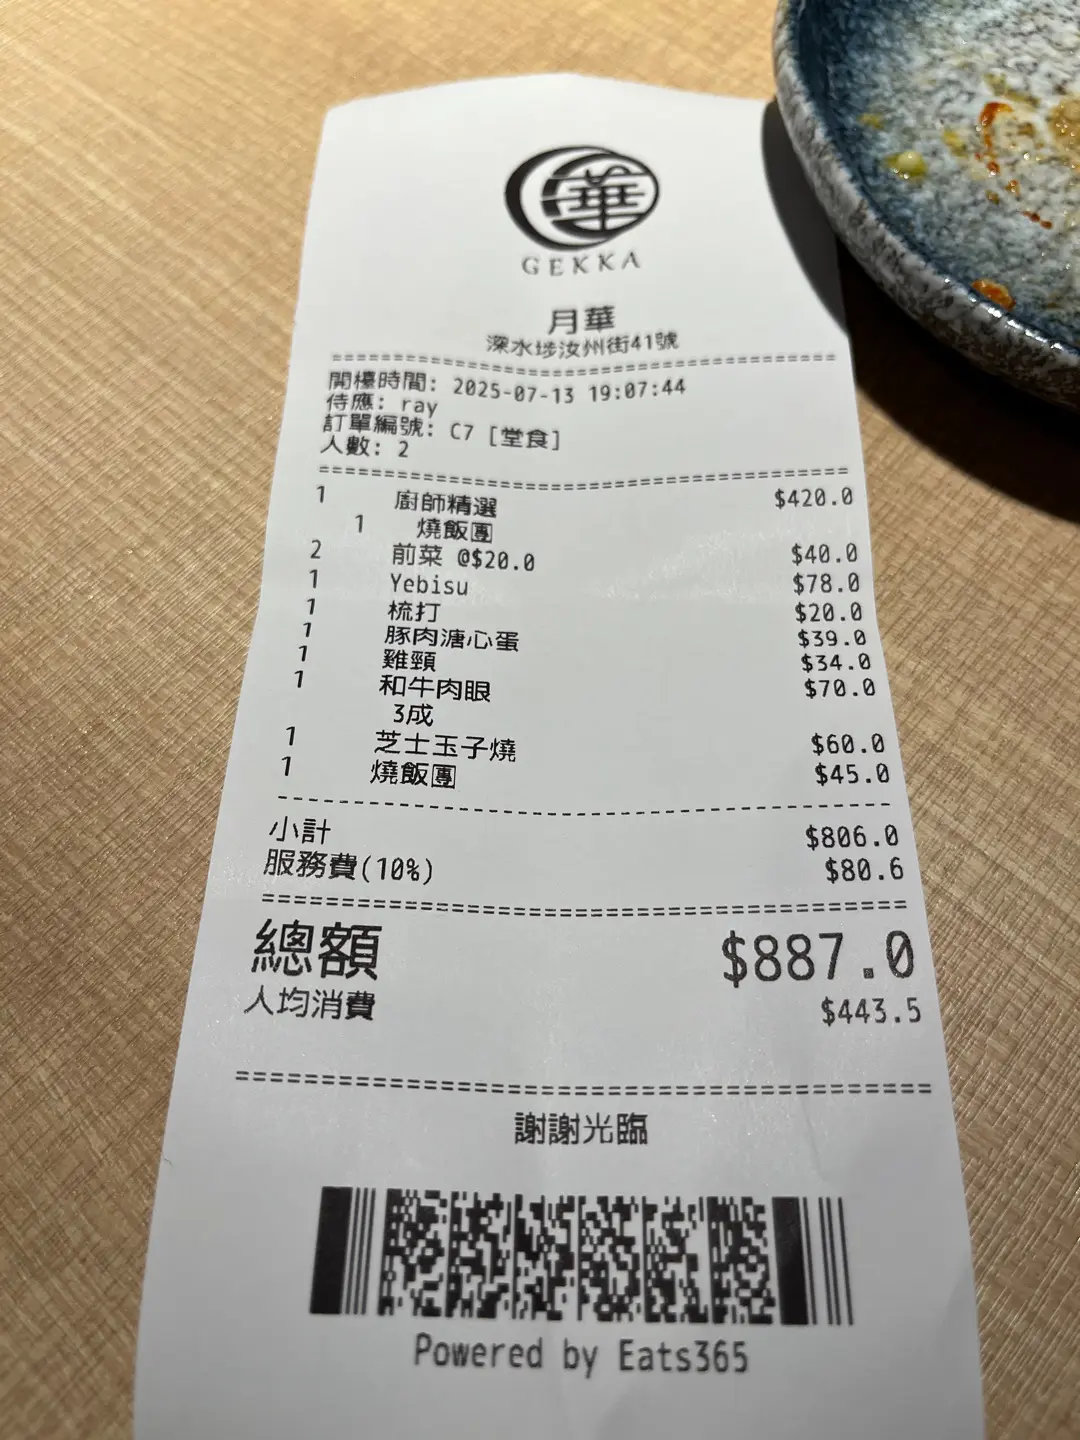 華
GEKKA
月華
深水埗汝州街41號
開檯時間: 2025-07-13 19:07:44
侍應: ray
訂單編號: C7 [堂食]
人數: 2
1 廚師精選 $420.0
1 燒飯團
2 前菜 @$20.0 $40.0
1 Yebisu $78.0
1 梳打 $20.0
1 豚肉溏心蛋 $39.0
1 雞頸 $34.0
1 和牛肉眼 $70.0
3成
1 芝士玉子燒 $60.0
1 燒飯團 $45.0
小計 $806.0
服務費(10%) $80.6
總額 $887.0
人均消費 $443.5
謝謝光臨
Powered by Eats365